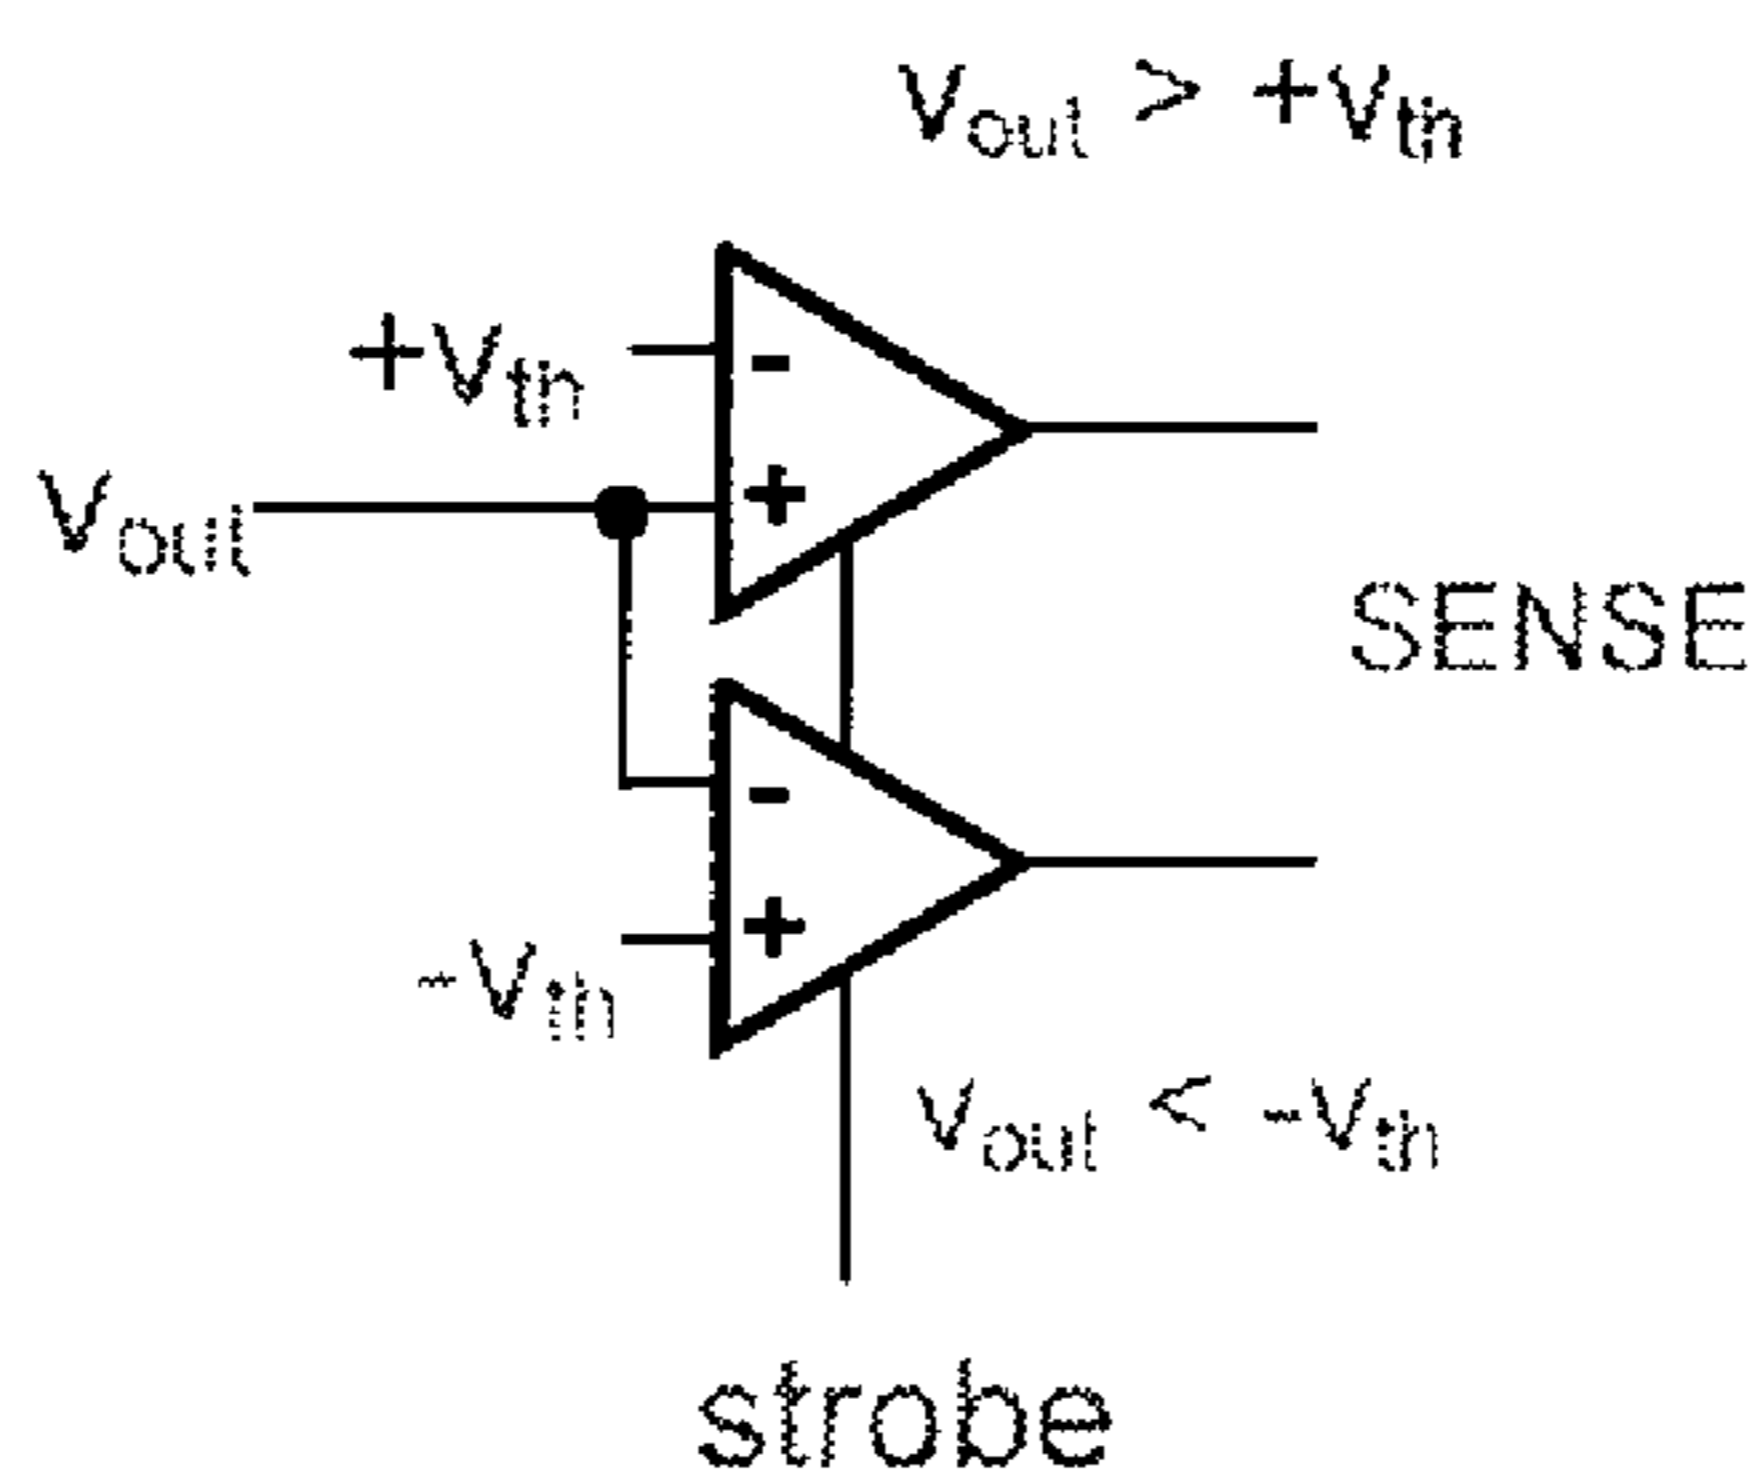 Vout > +Vth
+Vth
-
Vout
+
SENSE
-
+
-Vth
Vout < -Vth
strobe